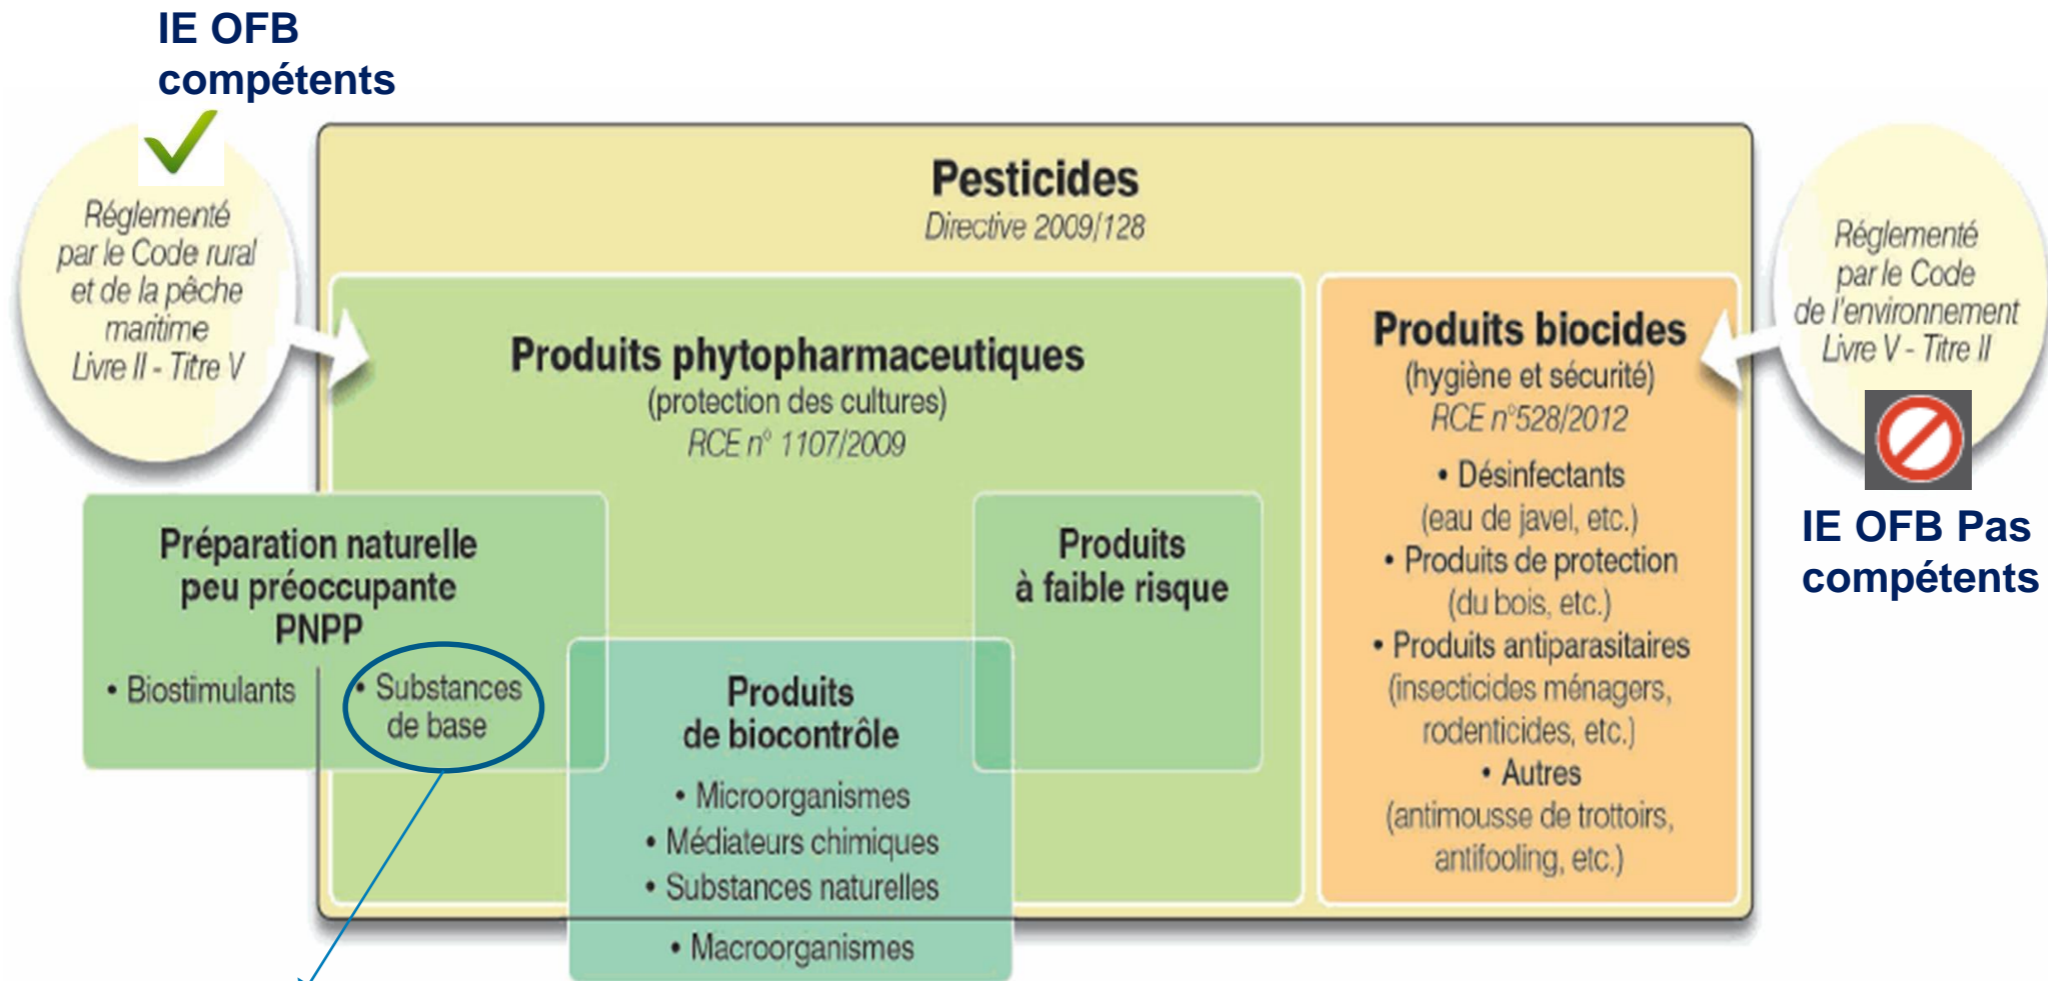 IE OFB
compétents
Réglementé
par le Code rural
et de la pêche
maritime
Livre II - Titre V
Pesticides
Directive 2009/128
Produits phytopharmaceutiques
(protection des cultures)
RCE n° 1107/2009
Préparation naturelle
peu préoccupante
PNPP
• Biostimulants
• Substances
de base
Produits
de biocontrôle
• Microorganismes
• Médiateurs chimiques
• Substances naturelles
• Macroorganismes
Produits
à faible risque
Produits biocides
(hygiène et sécurité)
RCE n°528/2012
• Désinfectants
(eau de javel, etc.)
• Produits de protection
(du bois, etc.)
• Produits antiparasitaires
(insecticides ménagers,
rodenticides, etc.)
• Autres
(antimousse de trottoirs,
antifooling, etc.)
Réglementé
par le Code
de l'environnement
Livre V - Titre II
IE OFB Pas
compétents